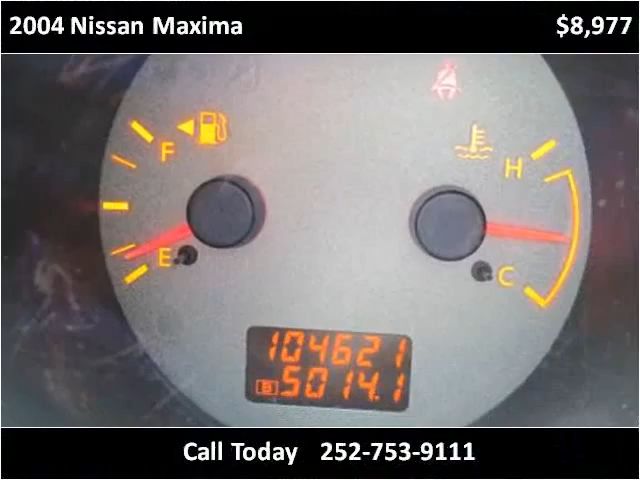 2004 Nissan Maxima $8,977
F
H
E
C
104621
B 5014.1
Call Today 252-753-9111